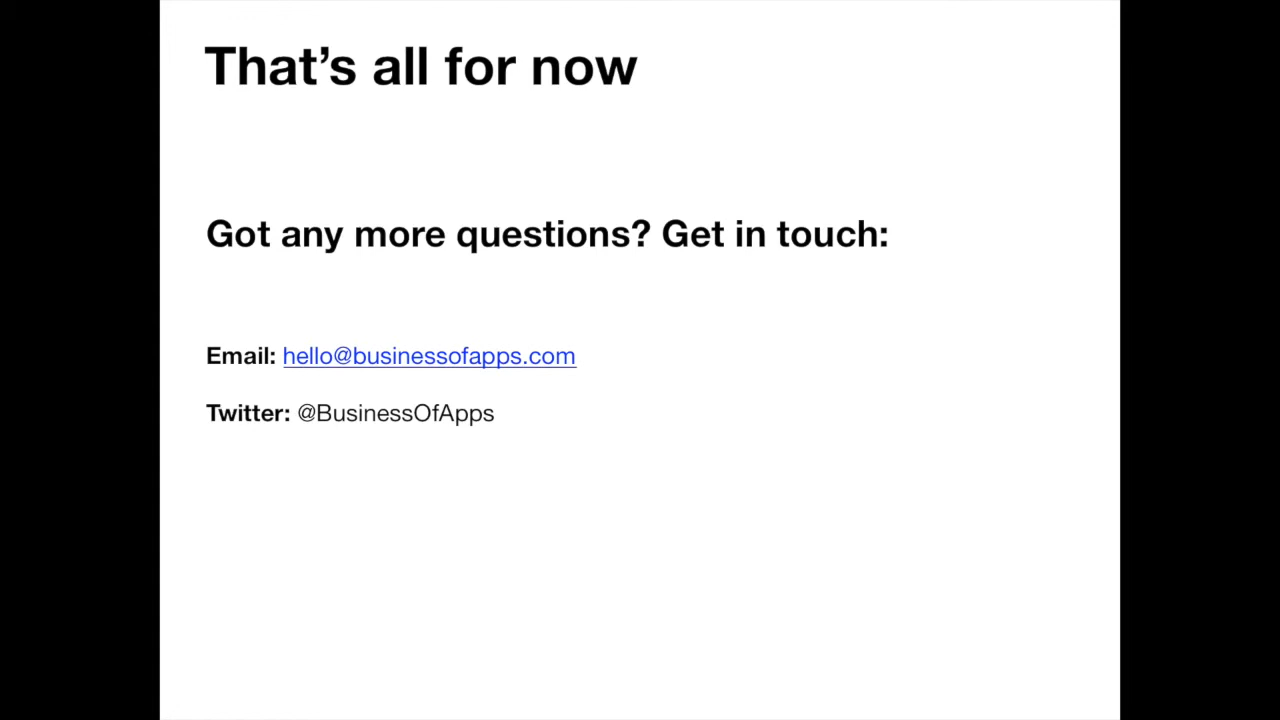 That’s all for now
Got any more questions? Get in touch:
Email: hello@businessofapps.com
Twitter: @BusinessOfApps